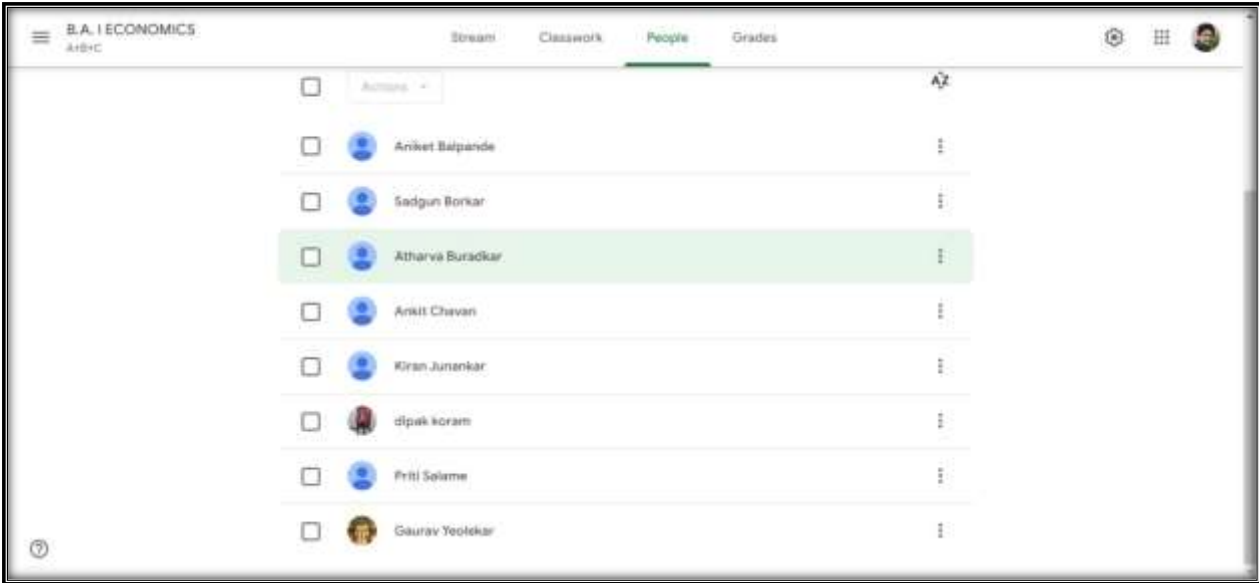 B.A. I ECONOMICS
A+B+C
Stream Classwork People Grades
Actions
AZ
Aniket Balpande
Sadgun Borkar
Atharva Buradkar
Ankit Chavan
Kiran Junankar
dipak koram
Priti Salame
Gaurav Yeolekar